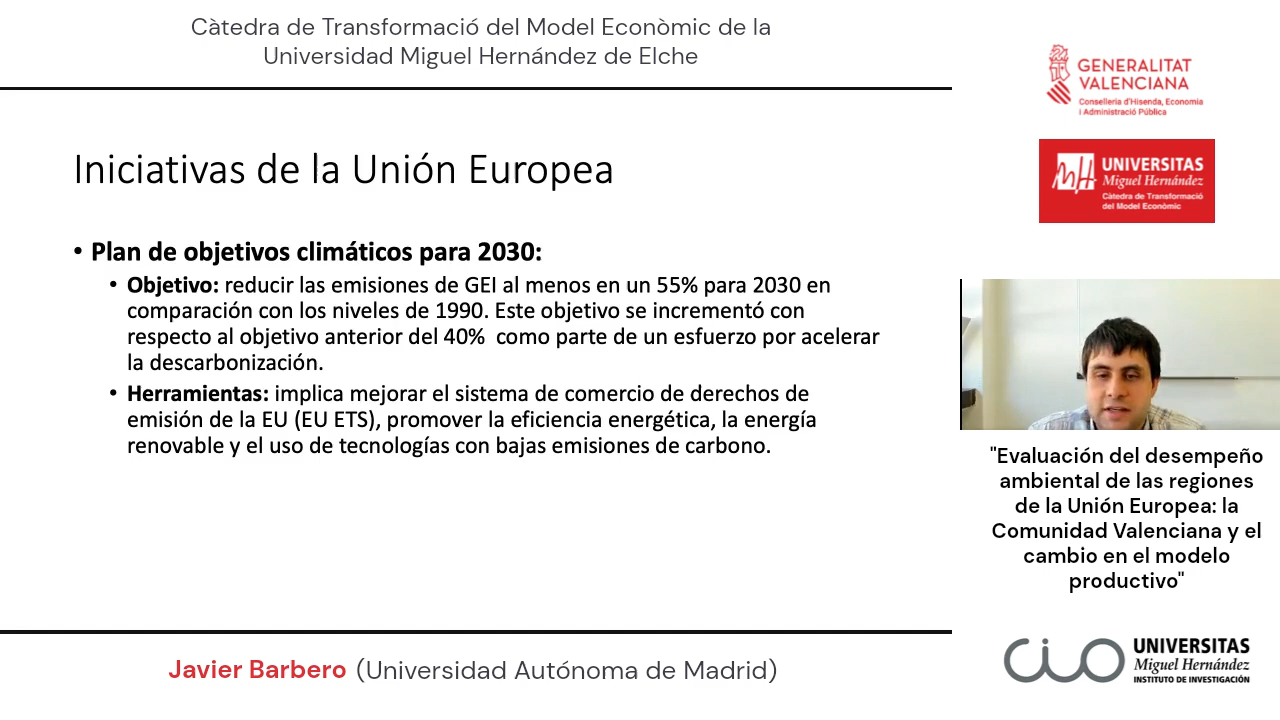 Càtedra de Transformació del Model Econòmic de la
Universidad Miguel Hernández de Elche
GENERALITAT
VALENCIANA
Conselleria d'Hisenda, Economia
i Administració Pública
UNIVERSITAS
Miguel Hernández
Càtedra de Transformació
del Model Econòmic
Iniciativas de la Unión Europea
• Plan de objetivos climáticos para 2030:
• Objetivo: reducir las emisiones de GEI al menos en un 55% para 2030 en
comparación con los niveles de 1990. Este objetivo se incrementó con
respecto al objetivo anterior del 40%  como parte de un esfuerzo por acelerar
la descarbonización.
• Herramientas: implica mejorar el sistema de comercio de derechos de
emisión de la EU (EU ETS), promover la eficiencia energética, la energía
renovable y el uso de tecnologías con bajas emisiones de carbono.
"Evaluación del desempeño
ambiental de las regiones
de la Unión Europea: la
Comunidad Valenciana y el
cambio en el modelo
productivo"
Javier Barbero (Universidad Autónoma de Madrid)
cio
UNIVERSITAS
Miguel Hernández
INSTITUTO DE INVESTIGACIÓN